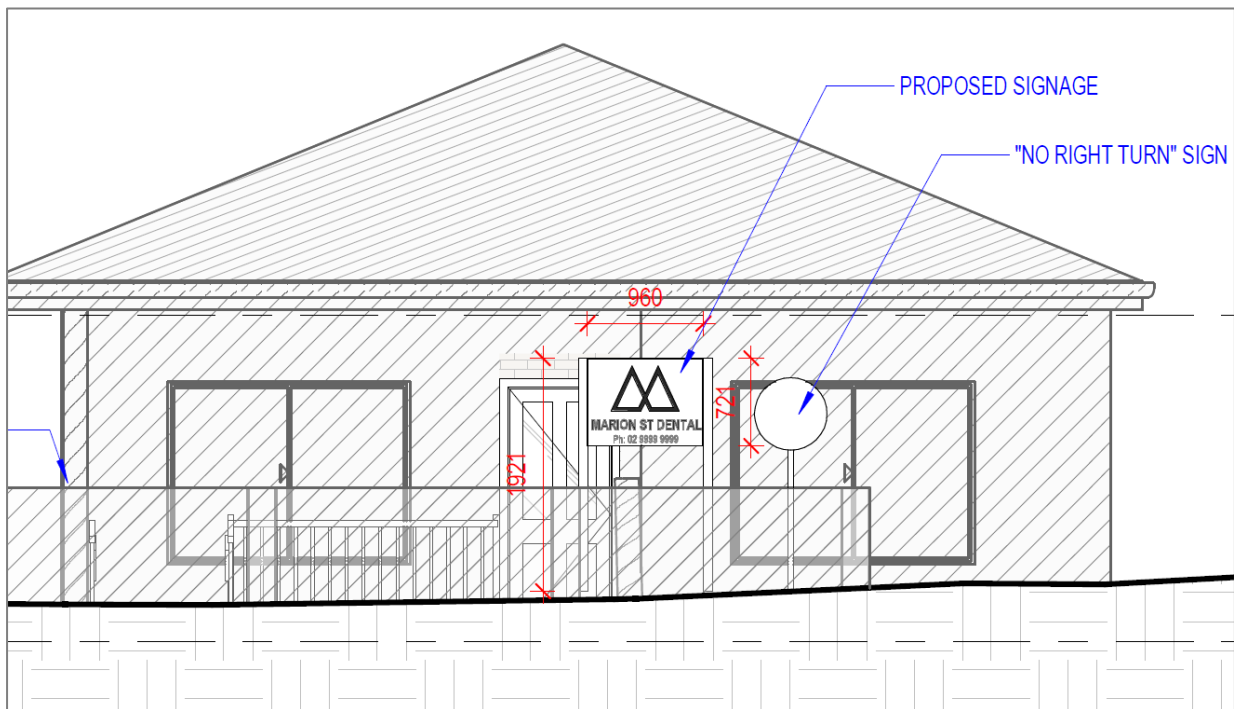 PROPOSED SIGNAGE
"NO RIGHT TURN" SIGN
960
721
1921
MARION ST DENTAL
Ph: 02 9999 9999